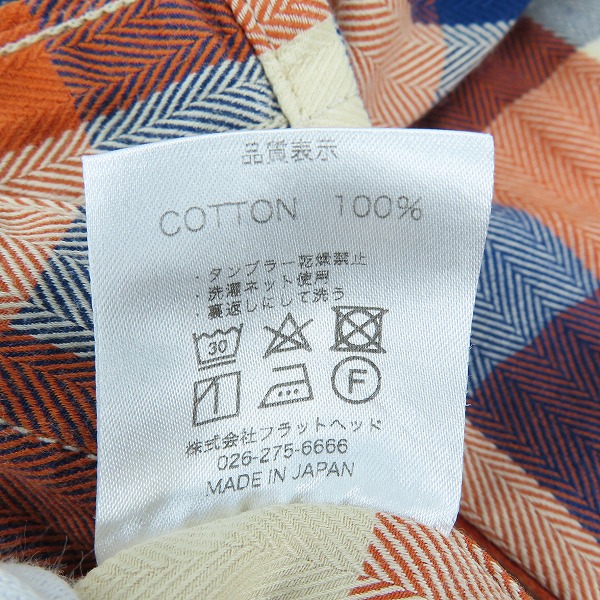 品質表示
COTTON 100%
・タンブラー乾燥禁止
・洗濯ネット使用
・裏返しにして洗う
30
F
株式会社フラットヘッド
026-275-6666
MADE IN JAPAN